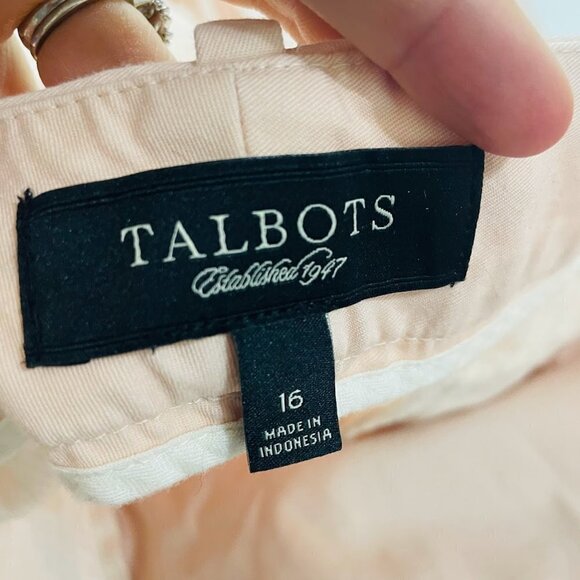 TALBOTS
Established 1947
16
MADE IN
INDONESIA